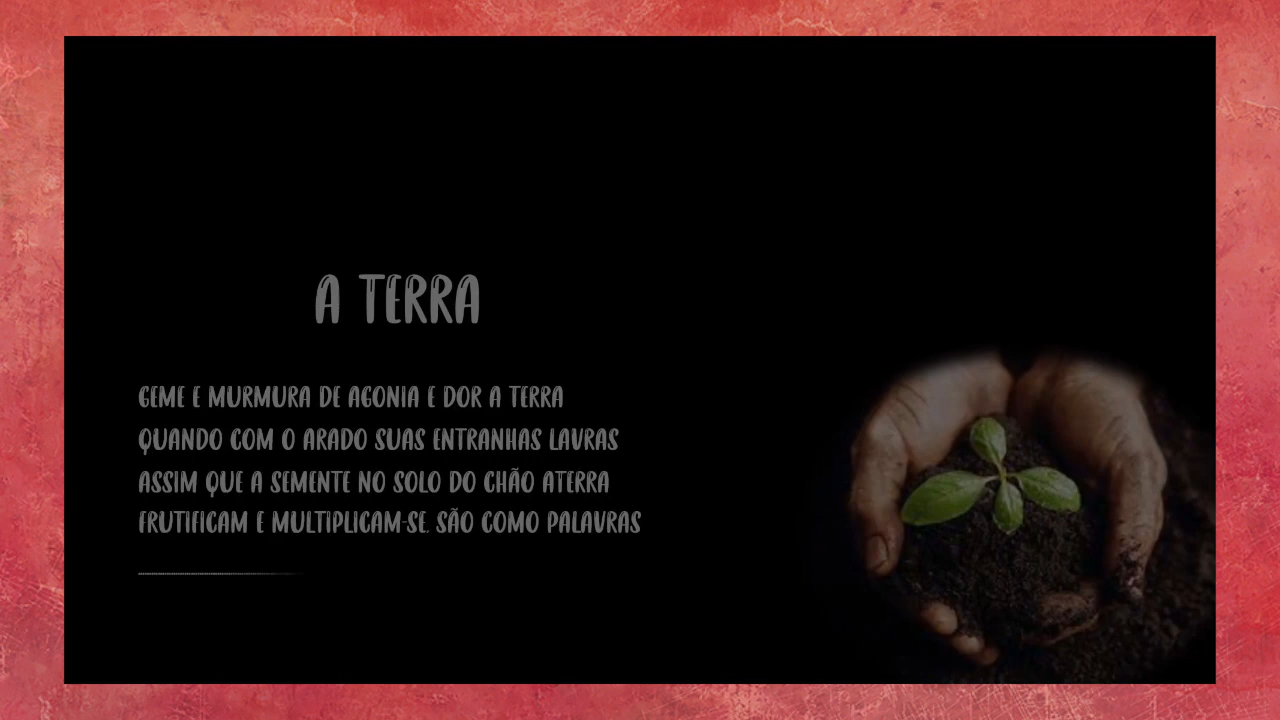 A TERRA
GEME E MURMURA DE AGONIA E DOR A TERRA
QUANDO COM O ARADO SUAS ENTRANHAS LAVRAS
ASSIM QUE A SEMENTE NO SOLO DO CHÃO ATERRA
FRUTIFICAM E MULTIPLICAM-SE. SÃO COMO PALAVRAS